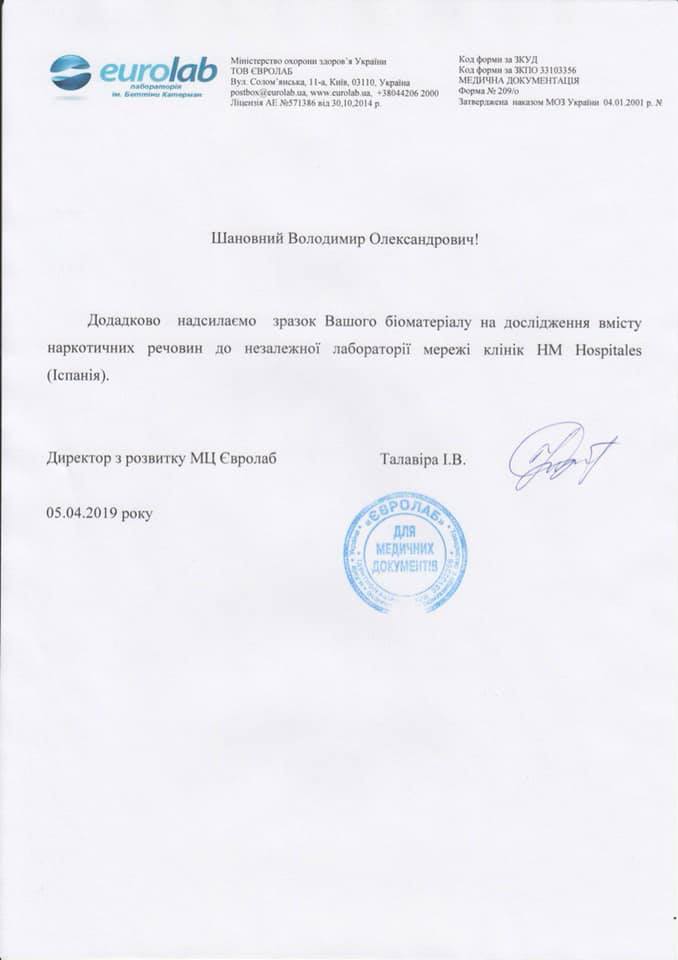 eurolab
лабораторія
ім. Беттіни Катерман
Міністерство охорони здоров`я України
ТОВ ЄВРОЛАБ
Вул. Солом`янська, 11-а, Київ, 03110, Україна
postbox@eurolab.ua, www.eurolab.ua, +38044206 2000
Ліцензія АЕ №571386 від 30,10,2014 р.
Код форми за ЗКУД
Код форми за ЗКПО 33103356
МЕДИЧНА ДОКУМЕНТАЦІЯ
Форма № 209/о
Затверджена наказом МОЗ України 04.01.2001 р. №
Шановний Володимир Олександрович!
Додадково надсилаємо зразок Вашого біоматеріалу на дослідження вмісту
наркотичних речовин до незалежної лабораторії мережі клінік HM Hospitales
(Іспанія).
Директор з розвитку МЦ Євролаб
Талавіра І.В.
05.04.2019 року
«ЄВРОЛАБ»
ДЛЯ
МЕДИЧНИХ
ДОКУМЕНТІВ